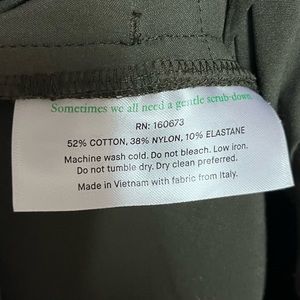 Sometimes we all need a gentle scrub-down.
RN: 160673
52% COTTON, 38% NYLON, 10% ELASTANE
Machine wash cold. Do not bleach. Low iron.
Do not tumble dry. Dry clean preferred.
Made in Vietnam with fabric from Italy.